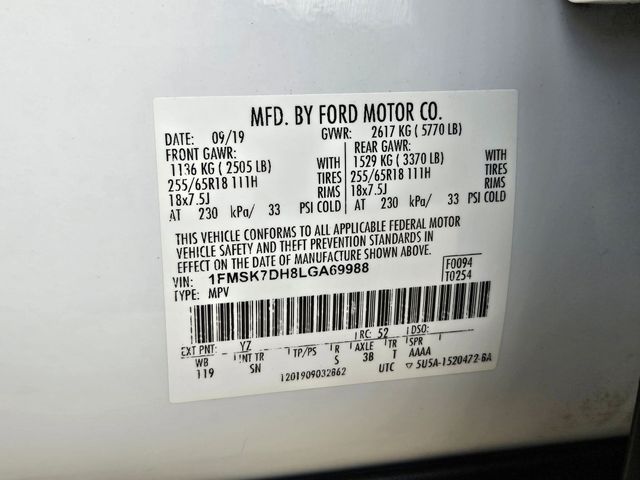 MFD. BY FORD MOTOR CO.
DATE: 09/19 GVWR: 2617 KG ( 5770 LB)
FRONT GAWR: REAR GAWR:
1136 KG ( 2505 LB) WITH 1529 KG ( 3370 LB) WITH
255/65R18 111H TIRES 255/65R18 111H TIRES
18x7.5J RIMS 18x7.5J RIMS
AT 230 kPa/ 33 PSI COLD AT 230 kPa/ 33 PSI COLD
THIS VEHICLE CONFORMS TO ALL APPLICABLE FEDERAL MOTOR
VEHICLE SAFETY AND THEFT PREVENTION STANDARDS IN
EFFECT ON THE DATE OF MANUFACTURE SHOWN ABOVE.
VIN: 1FMSK7DH8LGA69988 F0094
TYPE: MPV T0254
EXT PNT: YZ RC: 52 DSO:
WB INT TR TP/PS R AXLE TR SPR
119 SN S 3B T AAAA
1201909032862 UTC ▽ 5U5A-1520472-BA